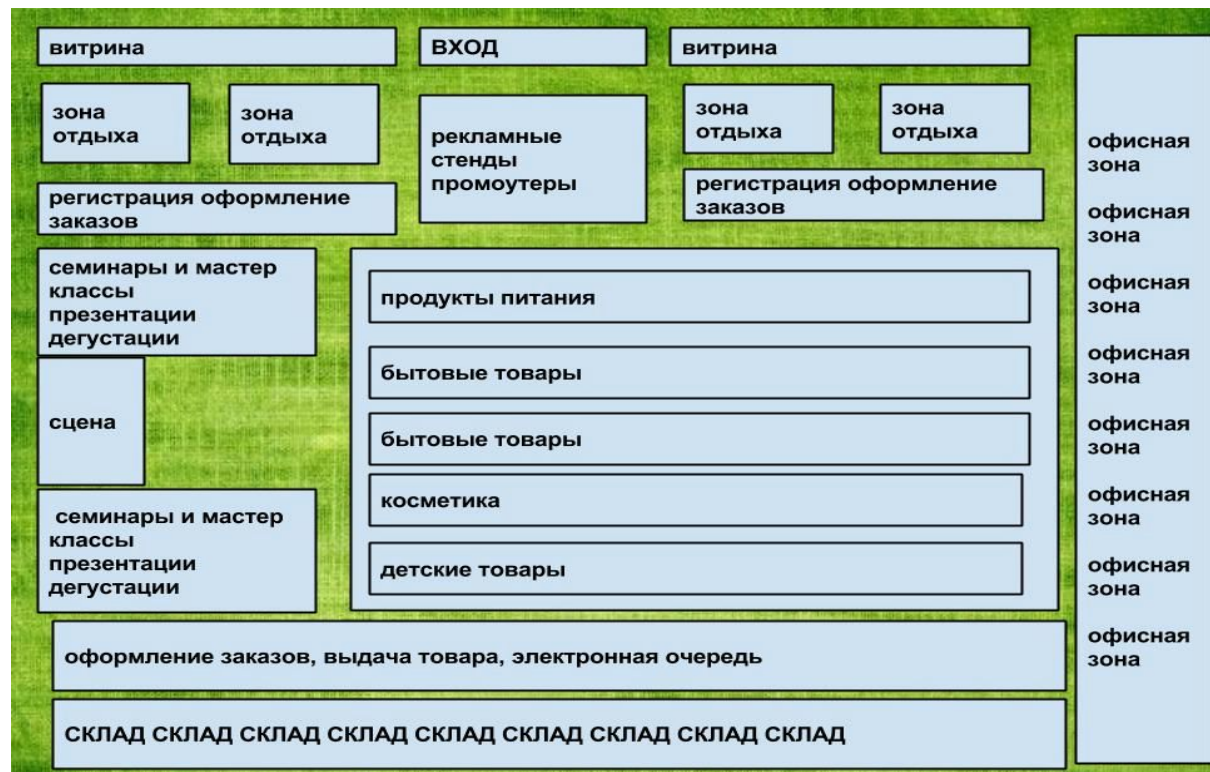 витрина
ВХОД
витрина
зона
отдыха
зона
отдыха
рекламные
стенды
промоутеры
зона
отдыха
зона
отдыха
регистрация оформление
заказов
регистрация оформление
заказов
семинары и мастер
классы
презентации
дегустации
продукты питания
бытовые товары
сцена
бытовые товары
косметика
семинары и мастер
классы
презентации
дегустации
детские товары
оформление заказов, выдача товара, электронная очередь
СКЛАД СКЛАД СКЛАД СКЛАД СКЛАД СКЛАД СКЛАД СКЛАД СКЛАД
офисная
зона
офисная
зона
офисная
зона
офисная
зона
офисная
зона
офисная
зона
офисная
зона
офисная
зона